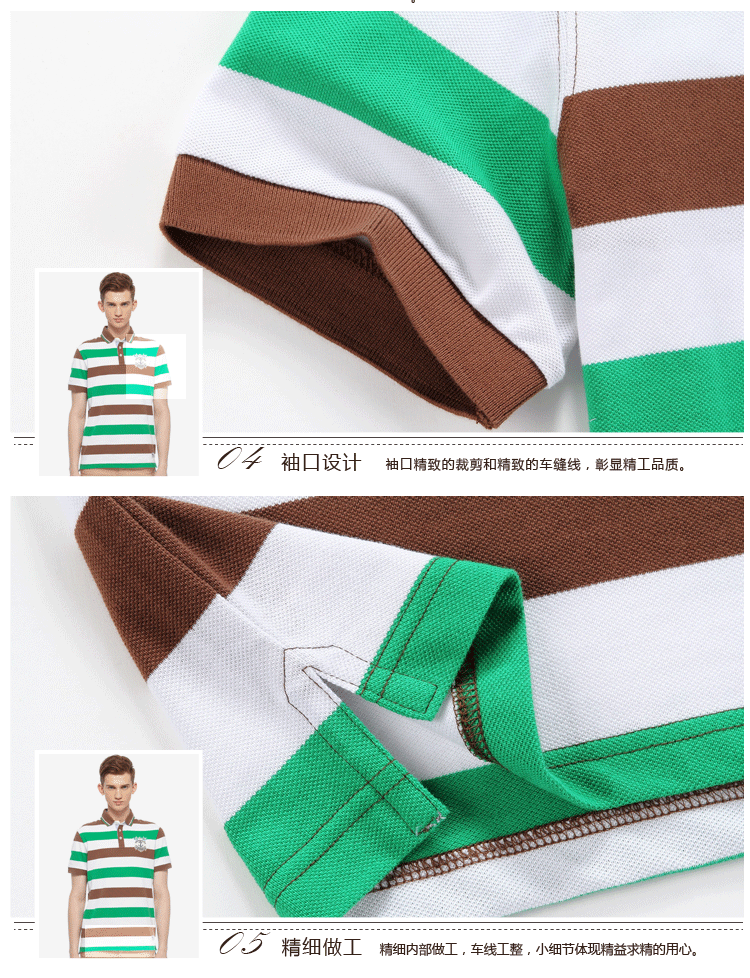 04 袖口设计 袖口精致的裁剪和精致的车缝线，彰显精工品质。
05 精细做工 精细内部做工，车线工整，小细节体现精益求精的用心。